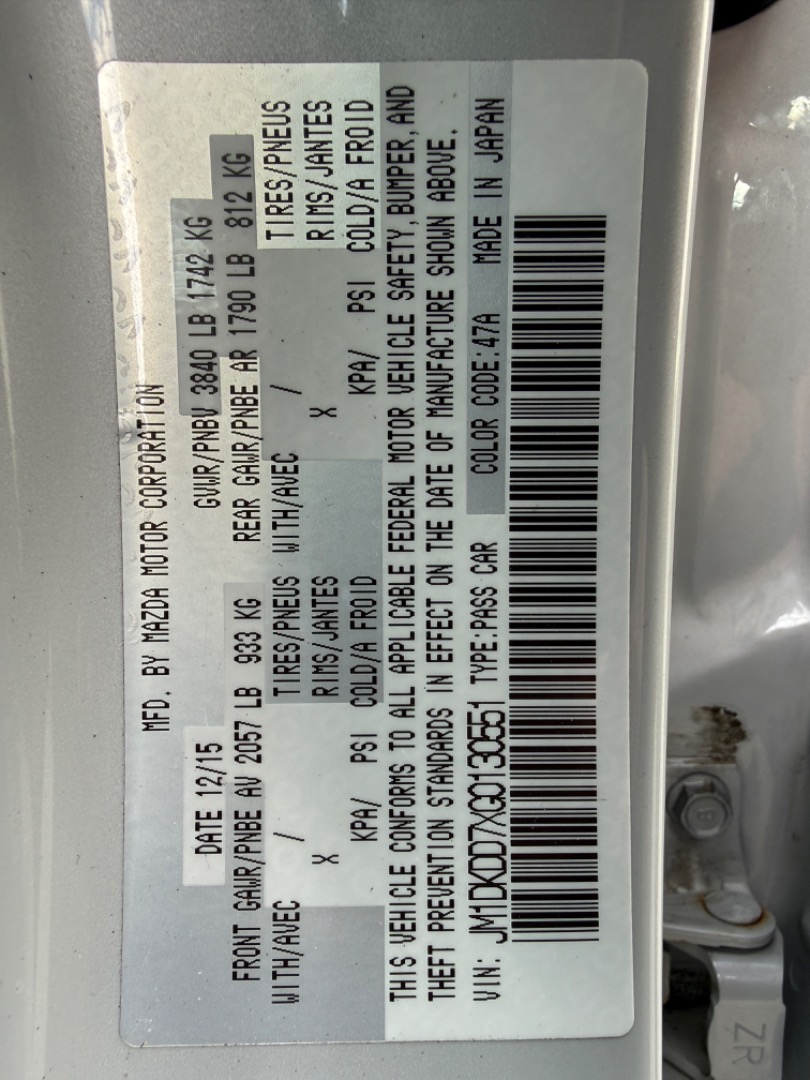 MFD. BY MAZDA MOTOR CORPORATION
DATE 12/15 GVWR/PNBV 3840 LB 1742 KG
FRONT GAWR/PNBE AV 2057 LB 933 KG REAR GAWR/PNBE AR 1790 LB 812 KG
WITH/AVEC / TIRES/PNEUS WITH/AVEC / TIRES/PNEUS
X RIMS/JANTES X RIMS/JANTES
KPA/ PSI COLD/A FROID KPA/ PSI COLD/A FROID
THIS VEHICLE CONFORMS TO ALL APPLICABLE FEDERAL MOTOR VEHICLE SAFETY, BUMPER, AND
THEFT PREVENTION STANDARDS IN EFFECT ON THE DATE OF MANUFACTURE SHOWN ABOVE.
VIN: JM1DKDD7XG0130551 TYPE:PASS CAR COLOR CODE:47A MADE IN JAPAN
8
ZR